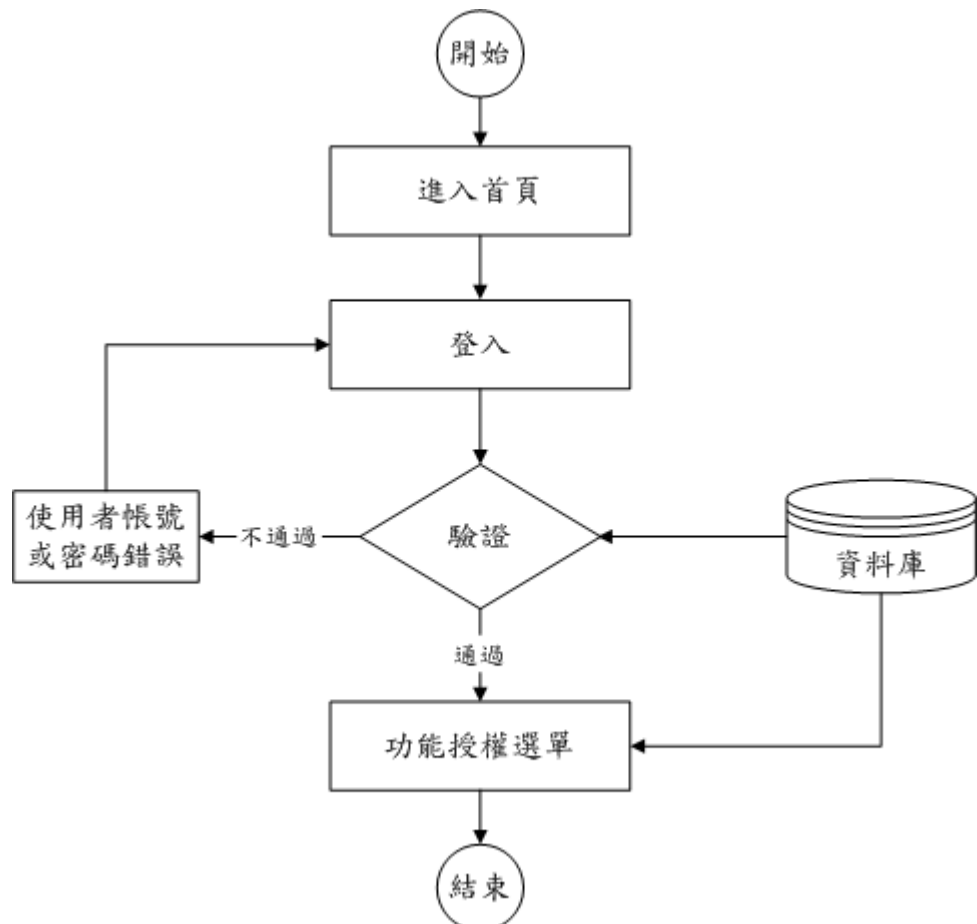 開始
進入首頁
登入
使用者帳號
或密碼錯誤
不通過
驗證
資料庫
通過
功能授權選單
結束